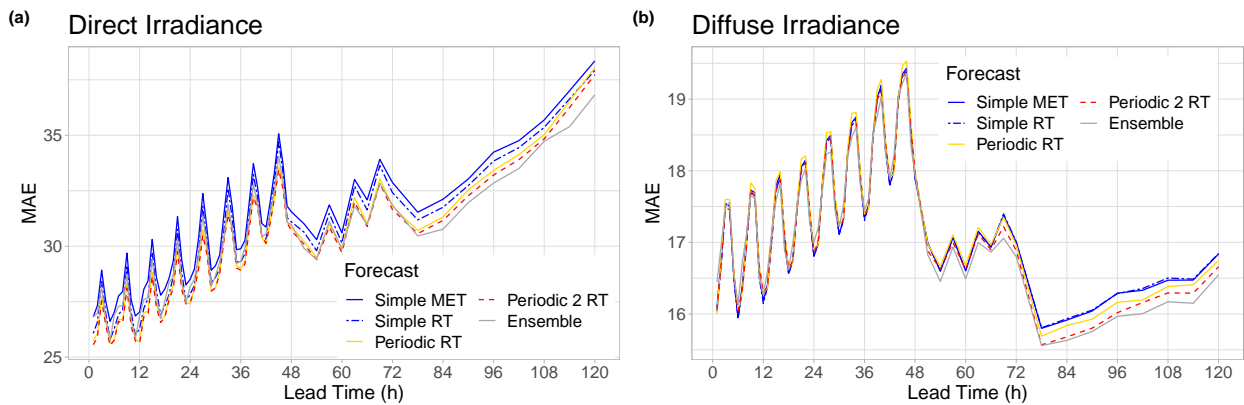 (a)
Direct Irradiance
MAE
35
30
25
Forecast
Simple MET
Simple RT
Periodic RT
Periodic 2 RT
Ensemble
0 12 24 36 48 60 72 84 96 108 120
Lead Time (h)
(b)
Diffuse Irradiance
MAE
19
18
17
16
Forecast
Simple MET
Simple RT
Periodic RT
Periodic 2 RT
Ensemble
0 12 24 36 48 60 72 84 96 108 120
Lead Time (h)